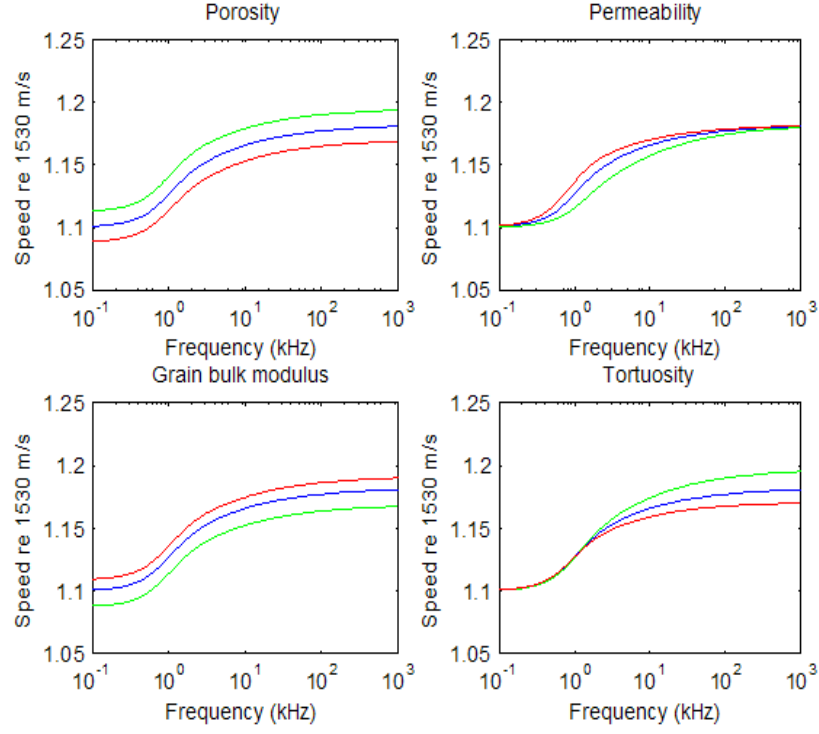 Porosity
1.25
1.2
1.15
1.1
1.05
Speed re 1530 m/s
10^-1 10^0 10^1 10^2 10^3
Frequency (kHz)
Permeability
1.25
1.2
1.15
1.1
1.05
Speed re 1530 m/s
10^-1 10^0 10^1 10^2 10^3
Frequency (kHz)
Grain bulk modulus
1.25
1.2
1.15
1.1
1.05
Speed re 1530 m/s
10^-1 10^0 10^1 10^2 10^3
Frequency (kHz)
Tortuosity
1.25
1.2
1.15
1.1
1.05
Speed re 1530 m/s
10^-1 10^0 10^1 10^2 10^3
Frequency (kHz)